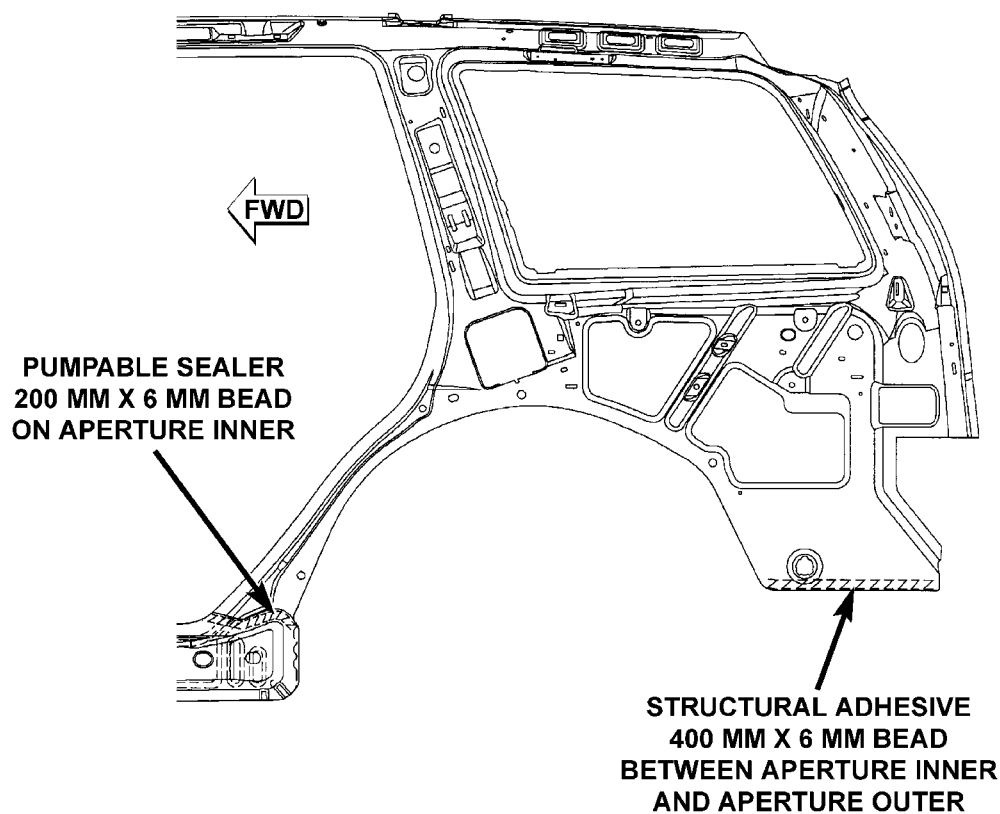 FWD
PUMPABLE SEALER
200 MM X 6 MM BEAD
ON APERTURE INNER
STRUCTURAL ADHESIVE
400 MM X 6 MM BEAD
BETWEEN APERTURE INNER
AND APERTURE OUTER